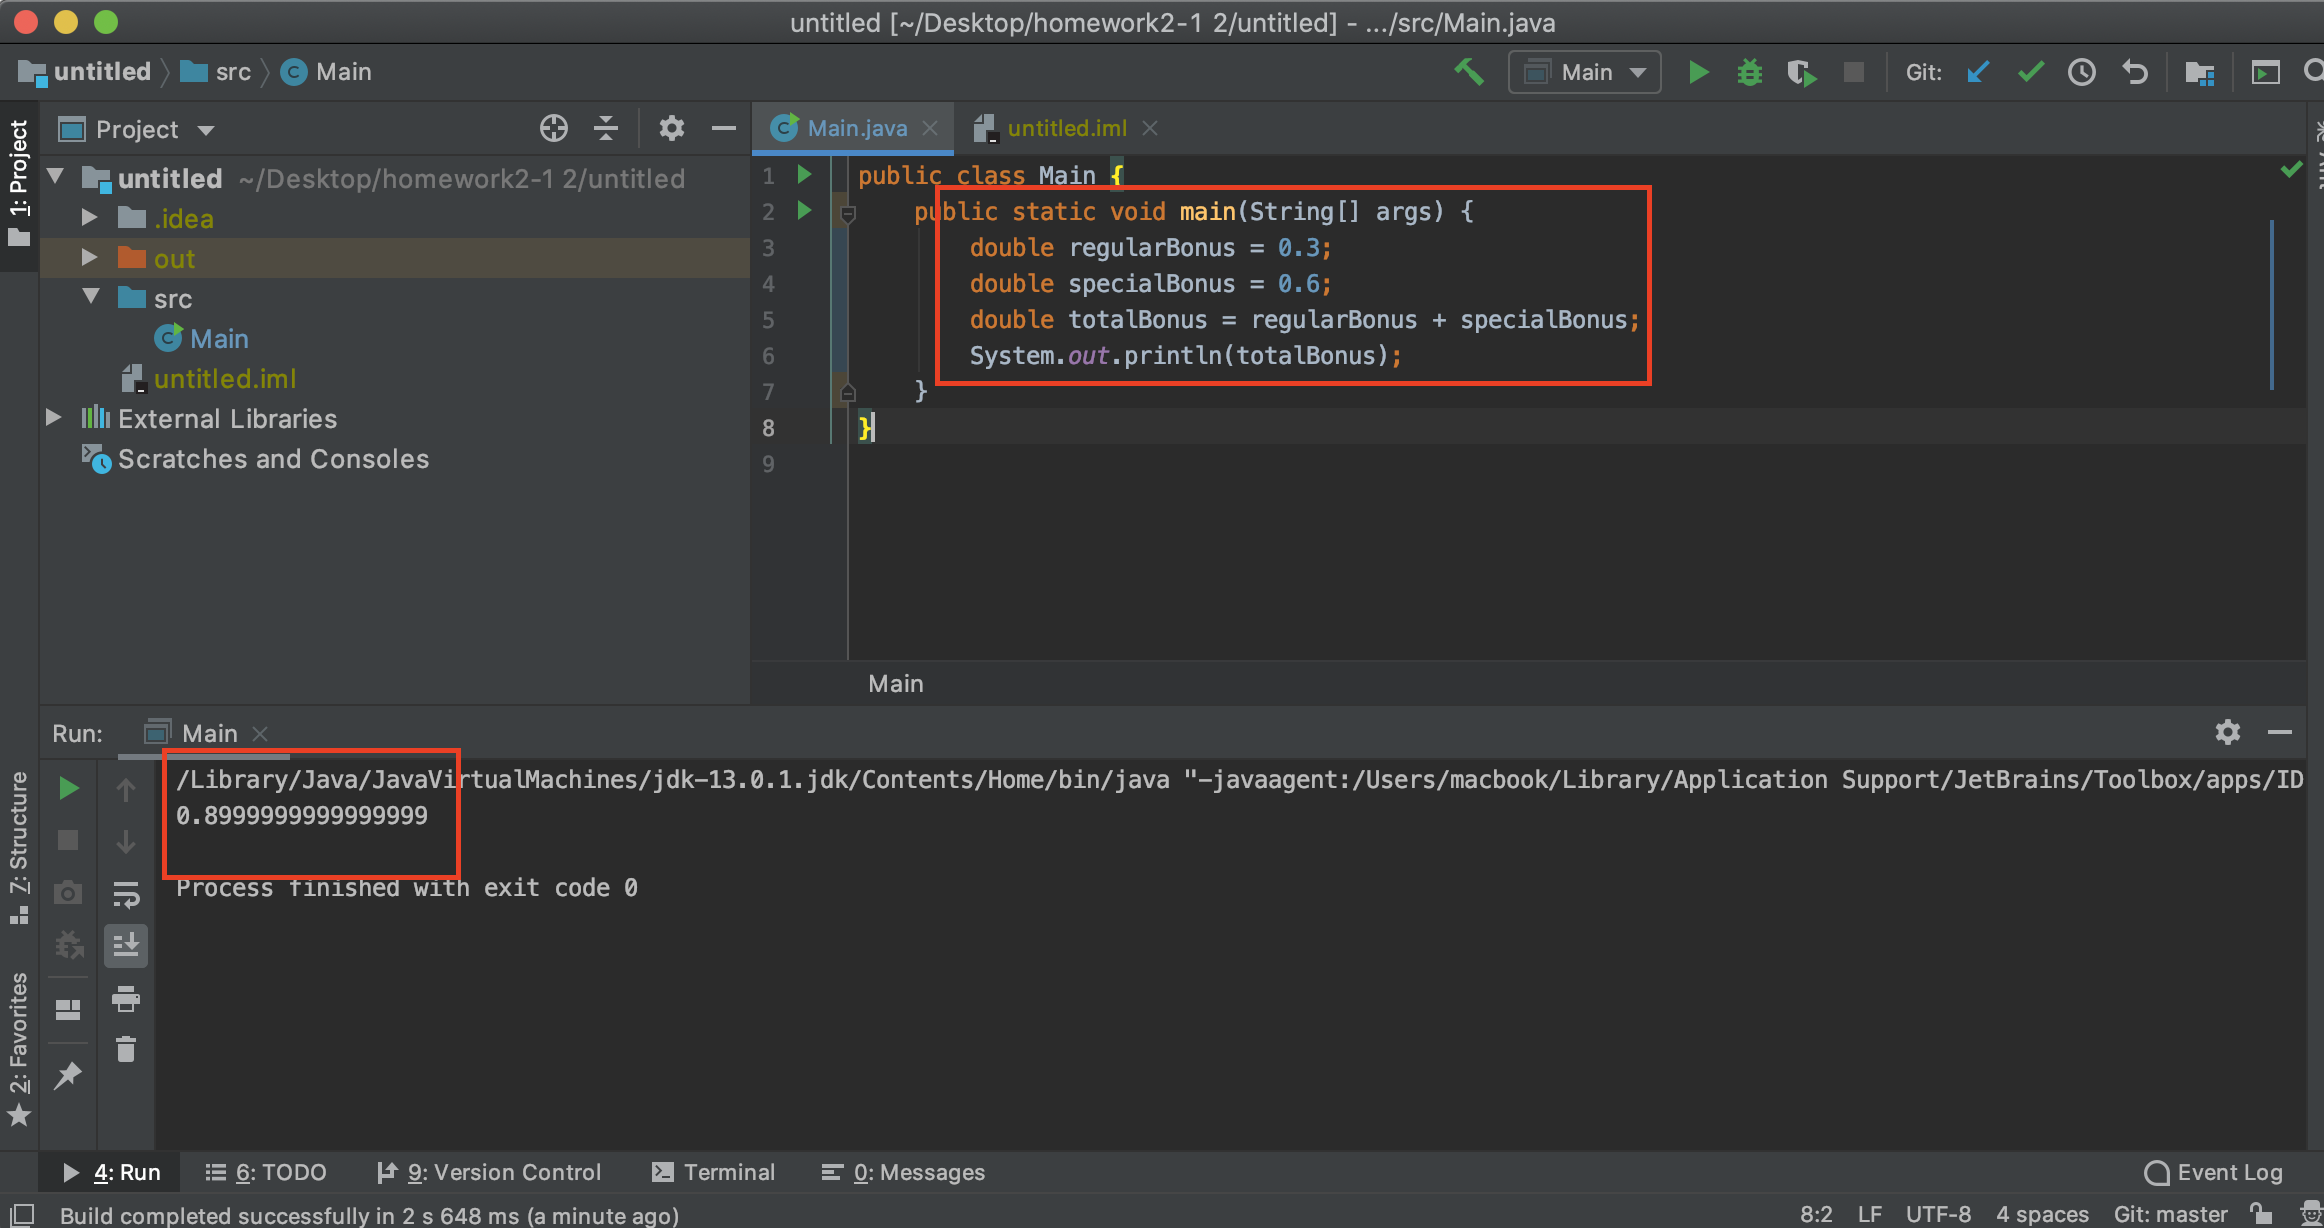 untitled [~/Desktop/homework2-1 2/untitled] - .../src/Main.java
untitled src Main
Main Git:
1: Project
Project
untitled ~/Desktop/homework2-1 2/untitled
.idea
out
src
Main
untitled.iml
External Libraries
Scratches and Consoles
Main.java untitled.iml
1 public class Main {
2 public static void main(String[] args) {
3 double regularBonus = 0.3;
4 double specialBonus = 0.6;
5 double totalBonus = regularBonus + specialBonus;
6 System.out.println(totalBonus);
7 }
8 }
9
Main
Run: Main
7: Structure
2: Favorites
/Library/Java/JavaVirtualMachines/jdk-13.0.1.jdk/Contents/Home/bin/java "-javaagent:/Users/macbook/Library/Application Support/JetBrains/Toolbox/apps/ID
0.8999999999999999
Process finished with exit code 0
4: Run 6: TODO 9: Version Control Terminal 0: Messages Event Log
Build completed successfully in 2 s 648 ms (a minute ago) 8:2 LF UTF-8 4 spaces Git: master